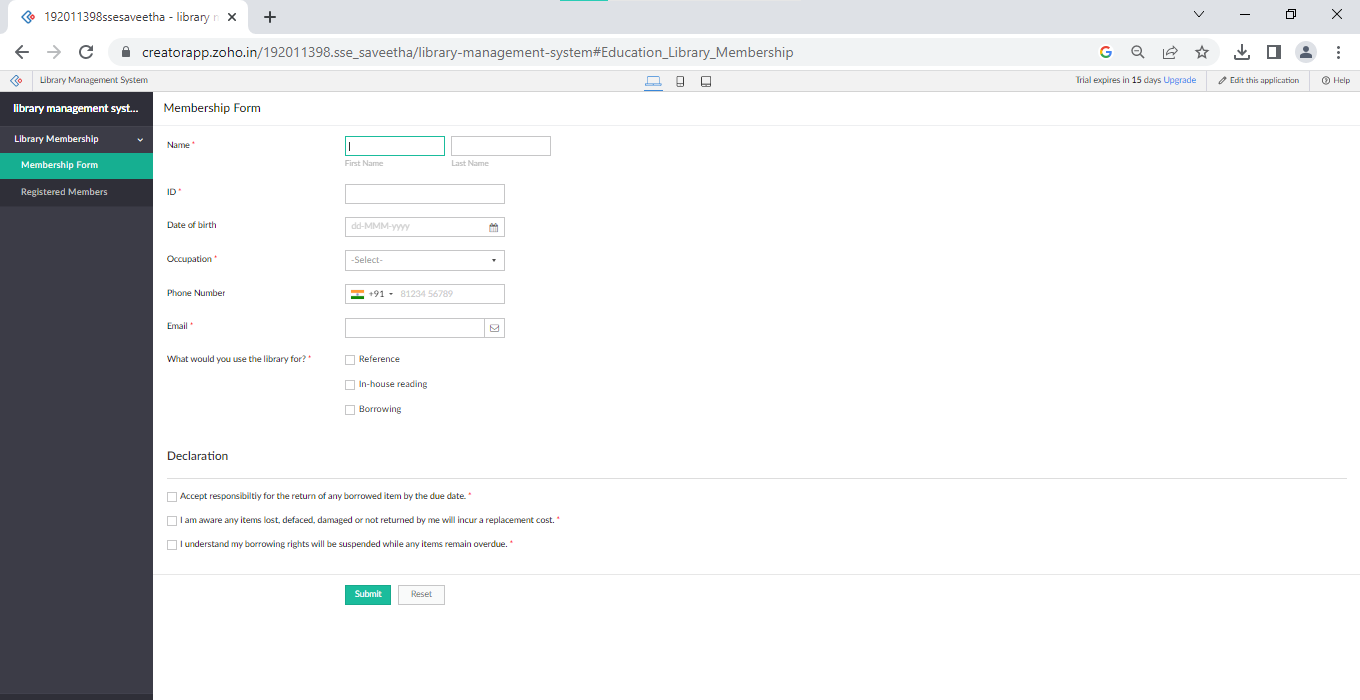 192011398ssesaveetha - library m
creatorapp.zoho.in/192011398.sse_saveetha/library-management-system#Education_Library_Membership
Library Management System
Trial expires in 15 days Upgrade
Edit this application
Help
library management syst...
Library Membership
Membership Form
Registered Members
Membership Form
Name *
First Name
Last Name
ID *
Date of birth
dd-MMM-yyyy
Occupation *
-Select-
Phone Number
+91
81234 56789
Email *
What would you use the library for? *
Reference
In-house reading
Borrowing
Declaration
Accept responsibiltiy for the return of any borrowed item by the due date. *
I am aware any items lost, defaced, damaged or not returned by me will incur a replacement cost. *
I understand my borrowing rights will be suspended while any items remain overdue. *
Submit
Reset